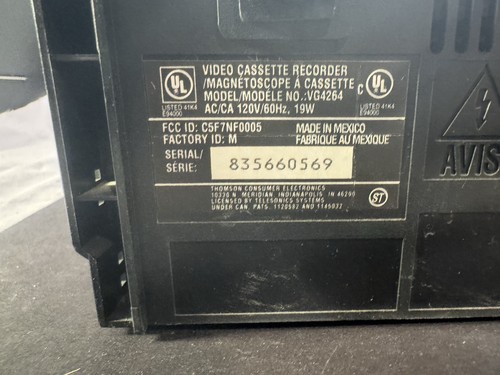 UL
LISTED 41K4
E94000
VIDEO CASSETTE RECORDER
/MAGNÉTOSCOPE À CASSETTE
MODEL/MODÈLE NO.:VG4264
AC/CA 120V/60Hz, 19W
C UL
LISTED 41K4
E94000
FCC ID: C5F7NF0005
MADE IN MEXICO
FACTORY ID: M
FABRIQUE AU MEXIQUE
SERIAL/
SÉRIE:
835660569
THOMSON CONSUMER ELECTRONICS
10330 N. MERIDIAN, INDIANAPOLIS IN 46290
LICENSED BY TELESONICS SYSTEMS
UNDER CAN. PATS. 1120582 AND 1145032
ST
AVIS